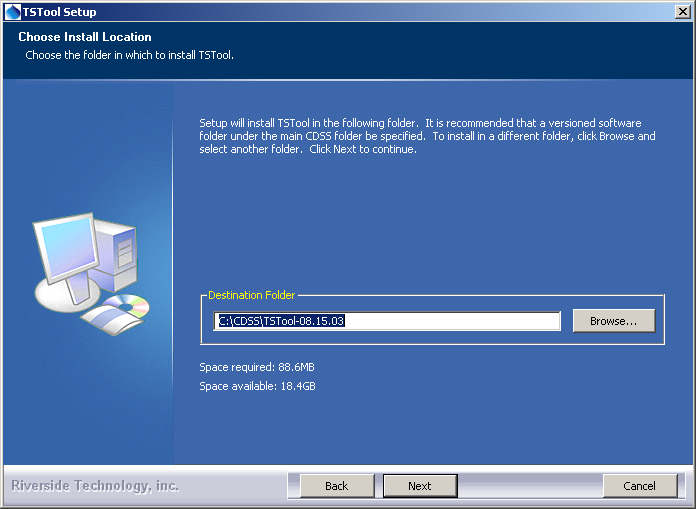 TSTool Setup
Choose Install Location
Choose the folder in which to install TSTool.
Setup will install TSTool in the following folder. It is recommended that a versioned software
folder under the main CDSS folder be specified. To install in a different folder, click Browse and
select another folder. Click Next to continue.
Destination Folder
C:\CDSS\TSTool-08.15.03
Browse...
Space required: 88.6MB
Space available: 18.4GB
Riverside Technology, inc.
Back
Next
Cancel